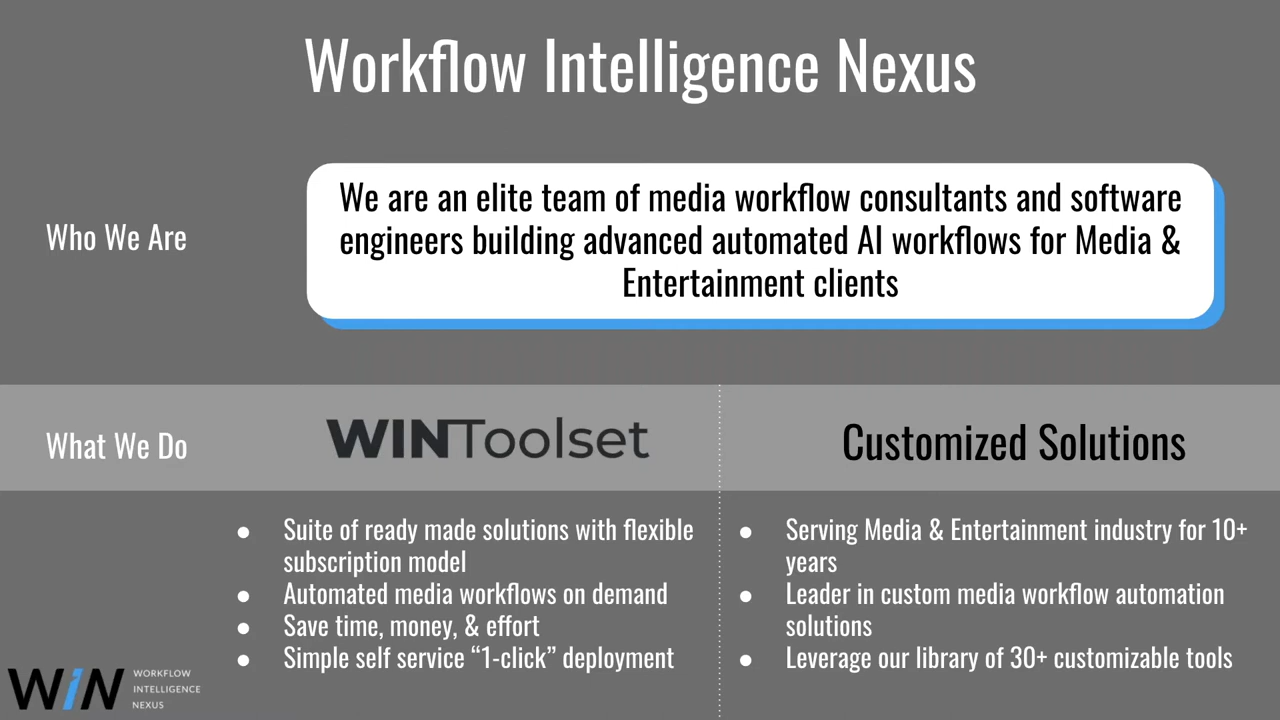 Workflow Intelligence Nexus
Who We Are
We are an elite team of media workflow consultants and software
engineers building advanced automated AI workflows for Media &
Entertainment clients
What We Do
WINToolset
Customized Solutions
● Suite of ready made solutions with flexible
subscription model
● Automated media workflows on demand
● Save time, money, & effort
● Simple self service “1-click” deployment
● Serving Media & Entertainment industry for 10+
years
● Leader in custom media workflow automation
solutions
● Leverage our library of 30+ customizable tools
WiN
WORKFLOW
INTELLIGENCE
NEXUS